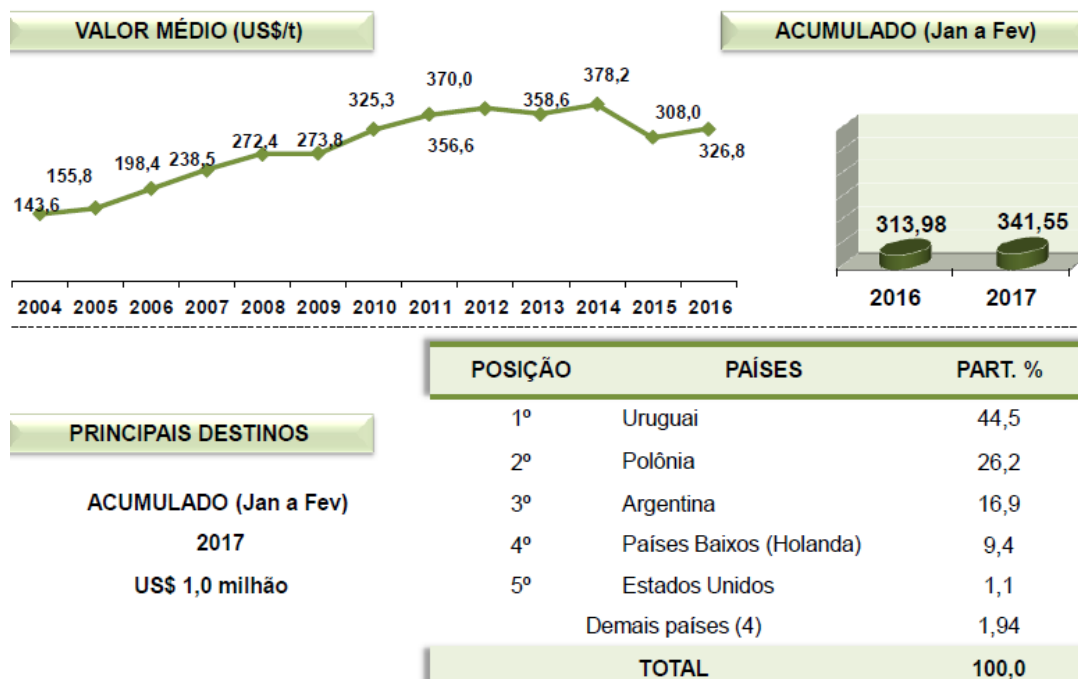 VALOR MÉDIO (US$/t)
ACUMULADO (Jan a Fev)
143,6
155,8
198,4
238,5
272,4
273,8
325,3
356,6
370,0
358,6
378,2
308,0
326,8
2004 2005 2006 2007 2008 2009 2010 2011 2012 2013 2014 2015 2016
313,98 341,55
2016 2017
POSIÇÃO PAÍSES PART. %
1º Uruguai 44,5
2º Polônia 26,2
3º Argentina 16,9
4º Países Baixos (Holanda) 9,4
5º Estados Unidos 1,1
Demais países (4) 1,94
TOTAL 100,0
PRINCIPAIS DESTINOS
ACUMULADO (Jan a Fev)
2017
US$ 1,0 milhão